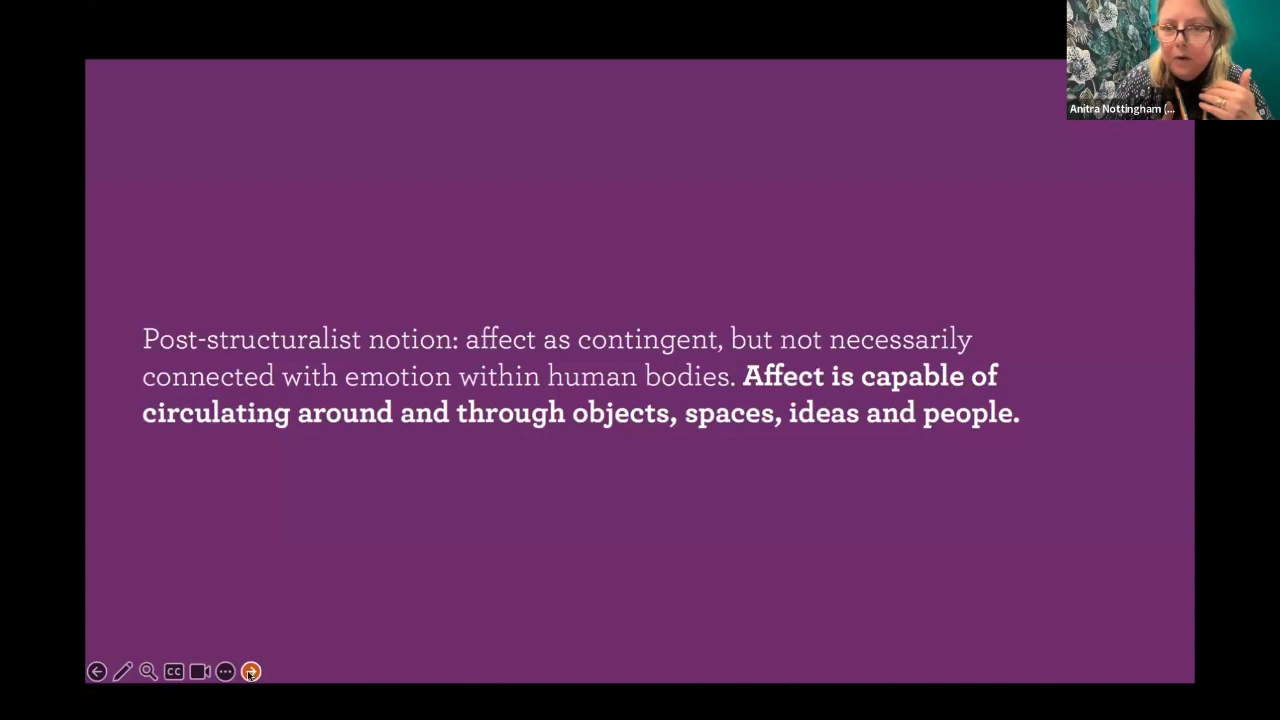 Anitra Nottingham (...
Post-structuralist notion: affect as contingent, but not necessarily
connected with emotion within human bodies. Affect is capable of
circulating around and through objects, spaces, ideas and people.
CC